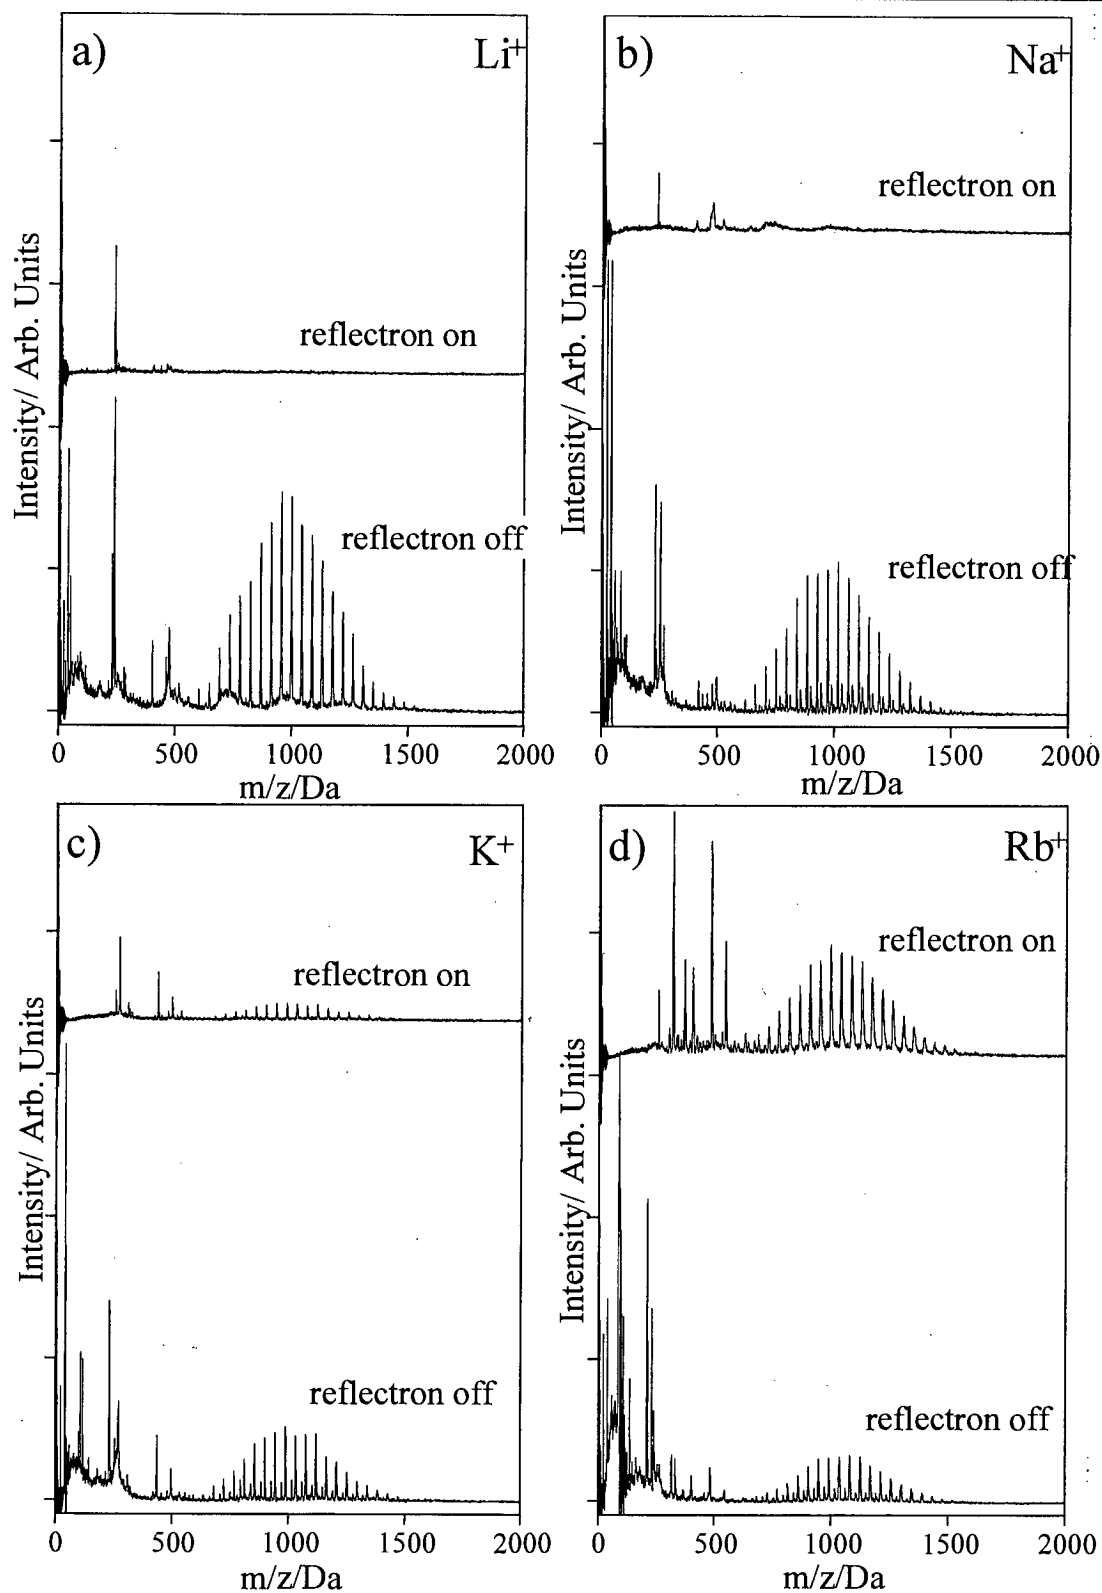 a)
Li+
Intensity/ Arb. Units
reflectron on
reflectron off
0 500 1000 1500 2000
m/z/Da
b)
Na+
Intensity/ Arb. Units
reflectron on
reflectron off
0 500 1000 1500 2000
m/z/Da
c)
K+
Intensity/ Arb. Units
reflectron on
reflectron off
0 500 1000 1500 2000
m/z/Da
d)
Rb+
Intensity/ Arb. Units
reflectron on
reflectron off
0 500 1000 1500 2000
m/z/Da